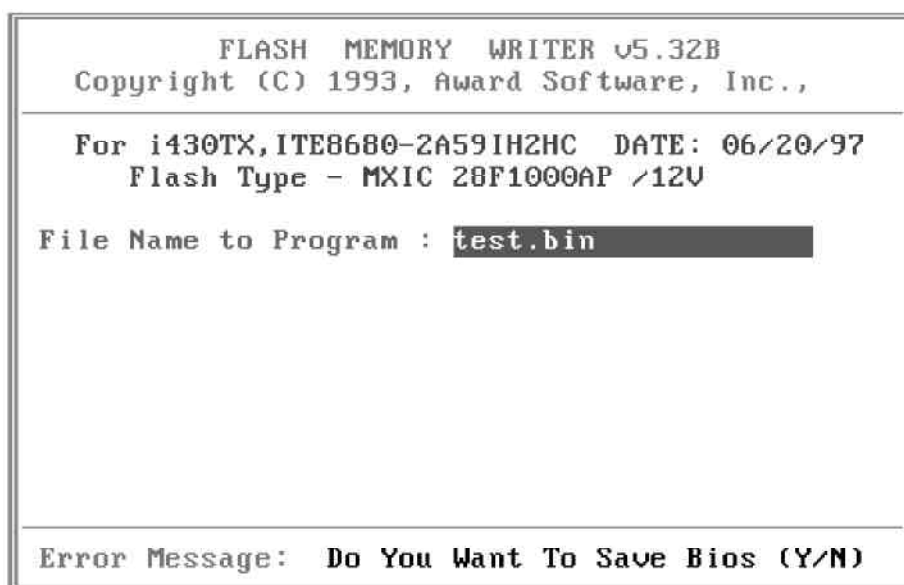 FLASH MEMORY WRITER v5.32B
Copyright (C) 1993, Award Software, Inc.,
For i430TX,ITE8680-2A59IH2HC DATE: 06/20/97
Flash Type - MXIC 28F1000AP /12V
File Name to Program : test.bin
Error Message: Do You Want To Save Bios (Y/N)